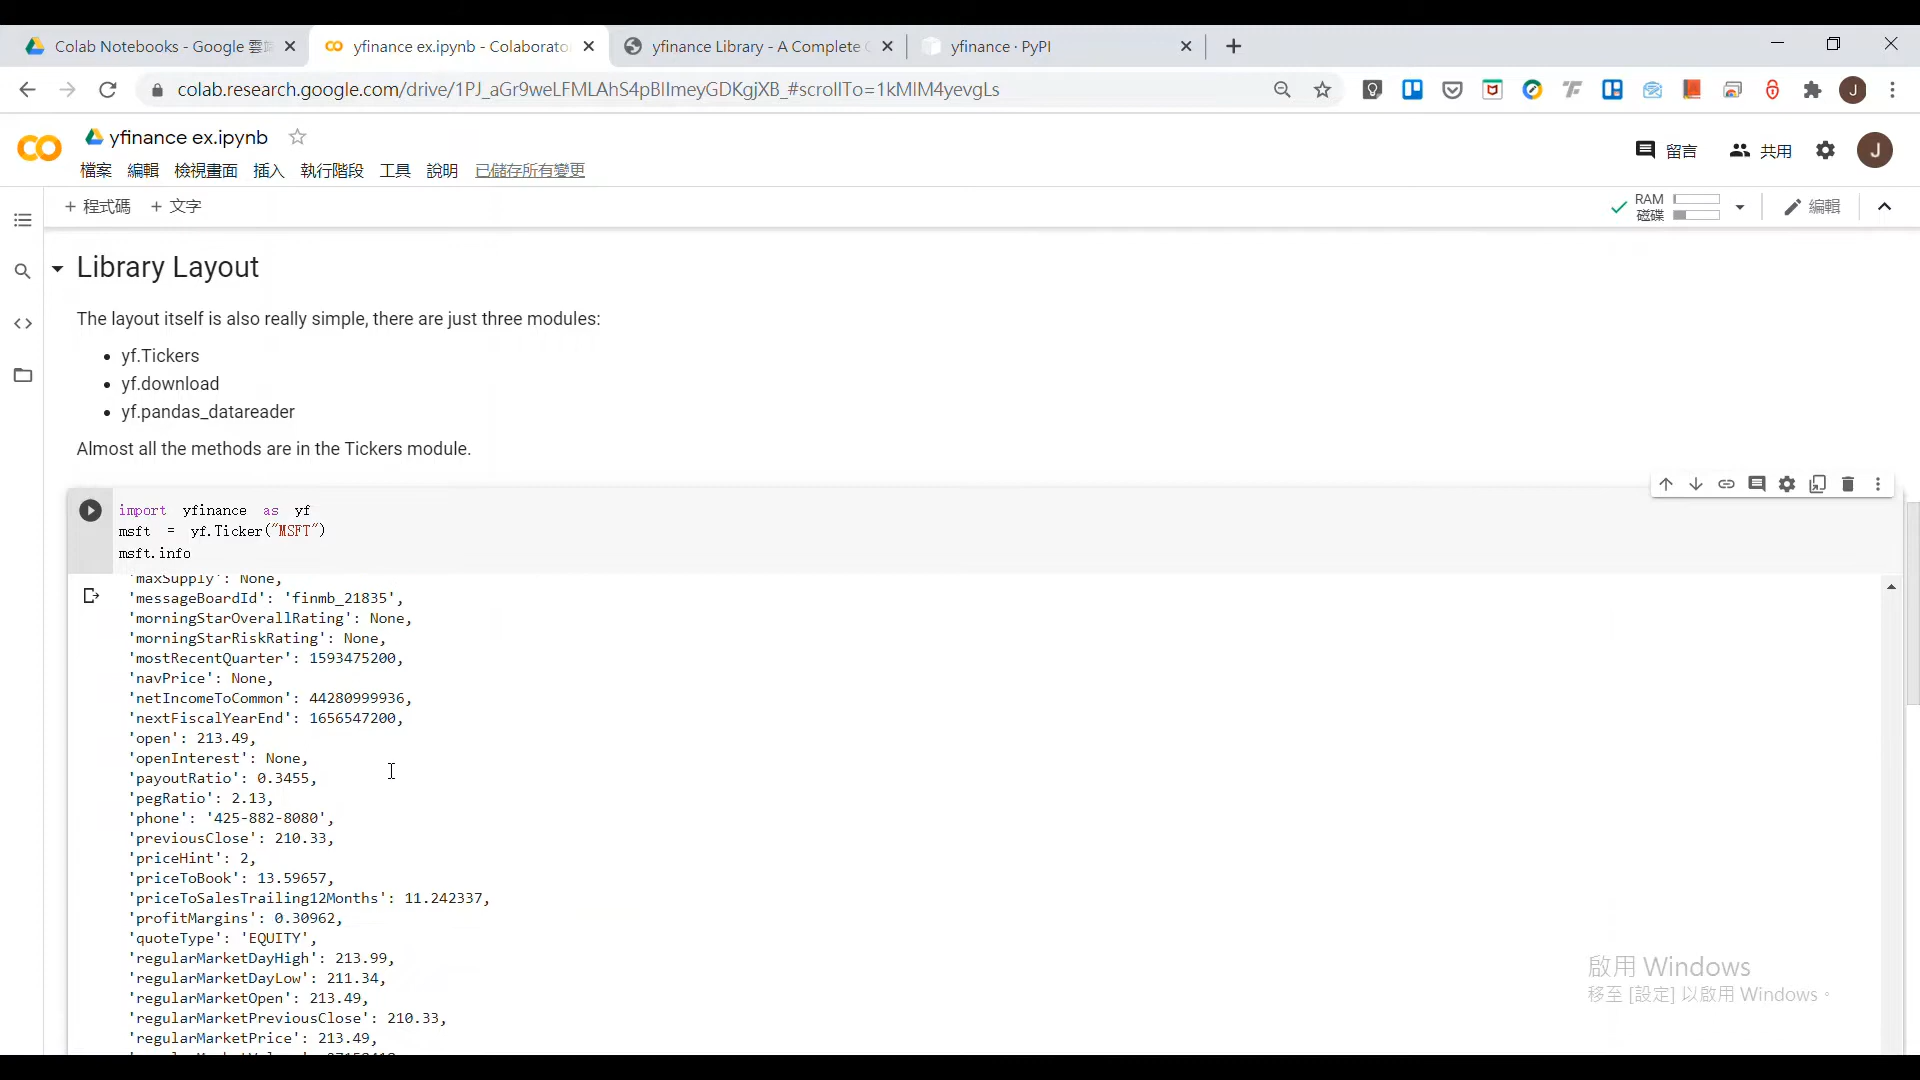 Colab Notebooks - Google 雲端
yfinance ex.ipynb - Colaborato
yfinance Library - A Complete G
yfinance · PyPI
colab.research.google.com/drive/1PJ_aGr9weLFMLAhS4pBIlmeyGDKgjXB_#scrollTo=1kMIM4yevgLs
J
CO
yfinance ex.ipynb
檔案 編輯 檢視畫面 插入 執行階段 工具 說明 已儲存所有變更
留言
共用
J
+ 程式碼 + 文字
RAM
磁碟
編輯
Library Layout
The layout itself is also really simple, there are just three modules:
• yf.Tickers
• yf.download
• yf.pandas_datareader
Almost all the methods are in the Tickers module.
import yfinance as yf
msft = yf.Ticker("MSFT")
msft.info
'maxSupply': None,
'messageBoardId': 'finmb_21835',
'morningStarOverallRating': None,
'morningStarRiskRating': None,
'mostRecentQuarter': 1593475200,
'navPrice': None,
'netIncomeToCommon': 44280999936,
'nextFiscalYearEnd': 1656547200,
'open': 213.49,
'openInterest': None,
'payoutRatio': 0.3455,
'pegRatio': 2.13,
'phone': '425-882-8080',
'previousClose': 210.33,
'priceHint': 2,
'priceToBook': 13.59657,
'priceToSalesTrailing12Months': 11.242337,
'profitMargins': 0.30962,
'quoteType': 'EQUITY',
'regularMarketDayHigh': 213.99,
'regularMarketDayLow': 211.34,
'regularMarketOpen': 213.49,
'regularMarketPreviousClose': 210.33,
'regularMarketPrice': 213.49,
啟用 Windows
移至 [設定] 以啟用 Windows。